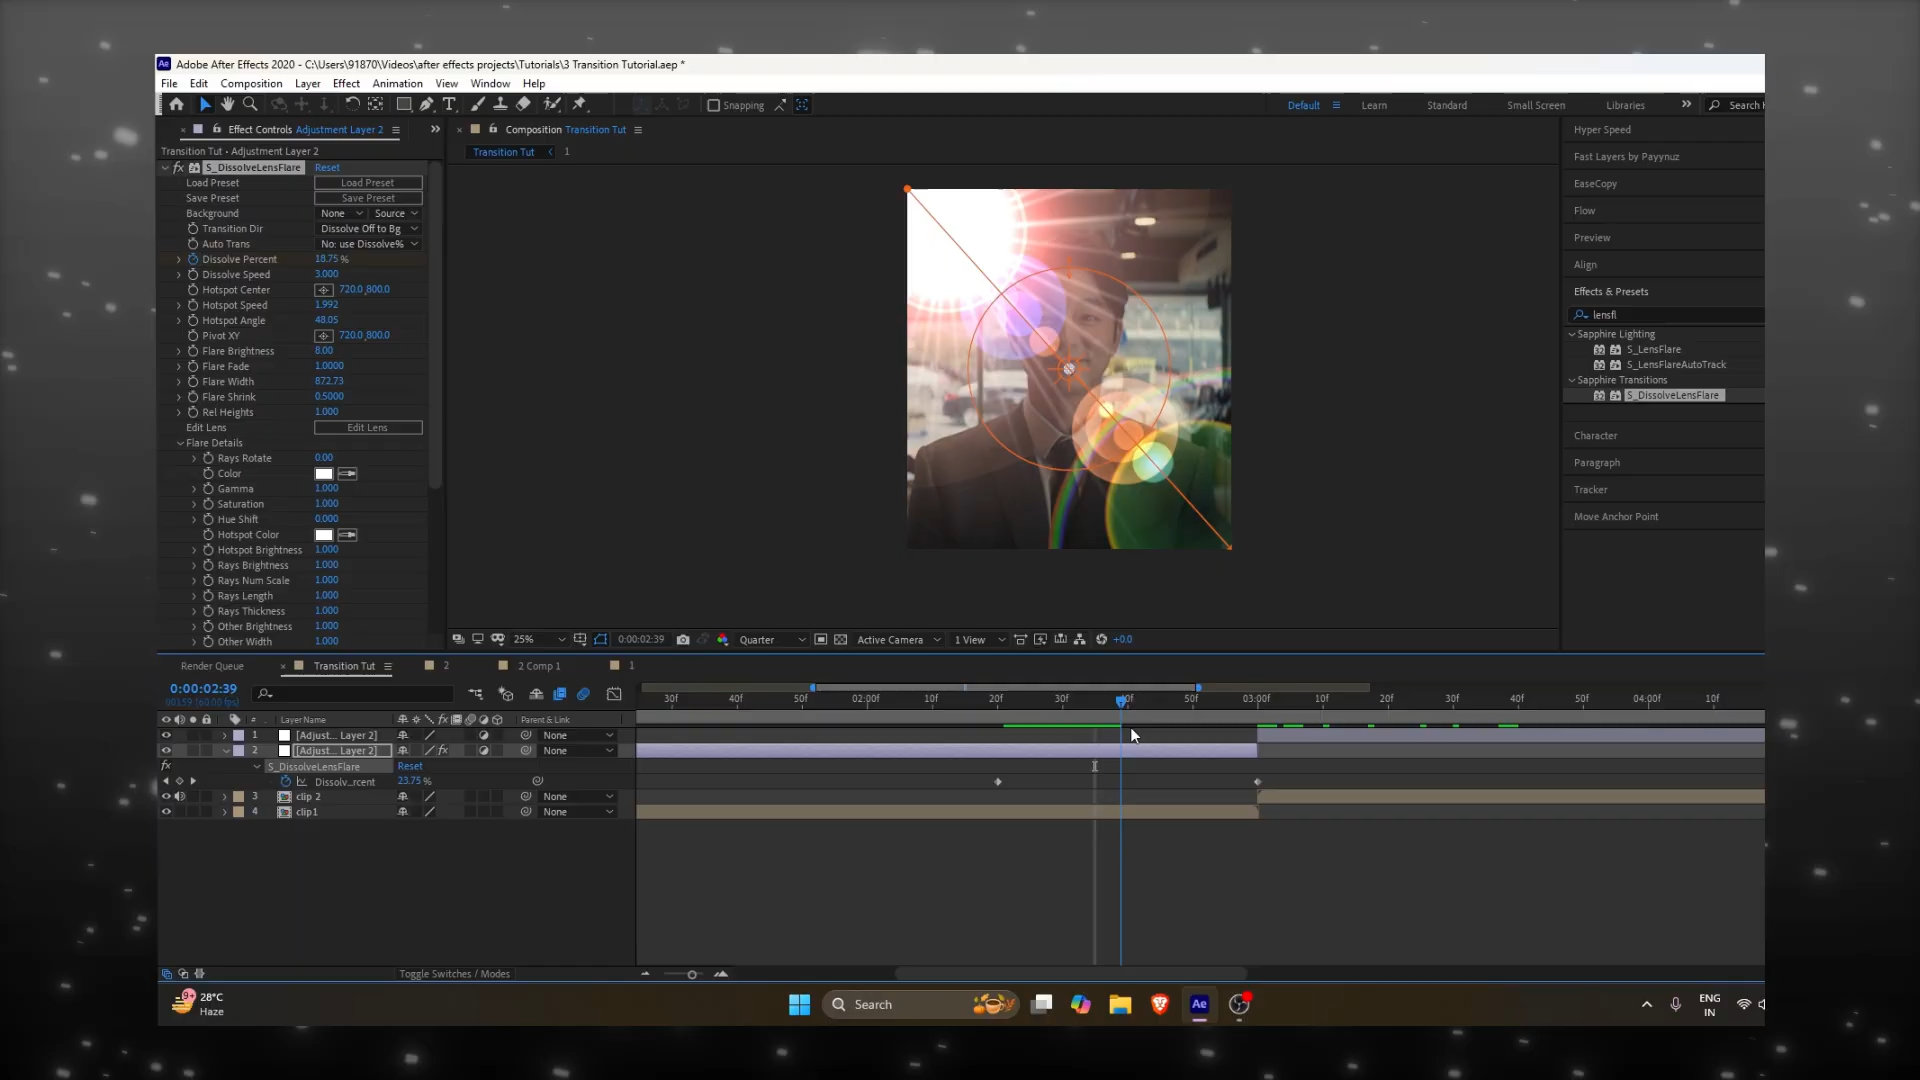 Adobe After Effects 2020 - C:\Users\91870\Videos\after effects projects\Tutorials\3 Transition Tutorial.aep *
File Edit Composition Layer Effect Animation View Window Help
Snapping Default Learn Standard Small Screen Libraries Search H
Effect Controls Adjustment Layer 2
Transition Tut • Adjustment Layer 2
fx S_DissolveLensFlare Reset
Load Preset Load Preset
Save Preset Save Preset
Background None Source
Transition Dir Dissolve Off to Bg
Auto Trans No: use Dissolve%
Dissolve Percent 18.75 %
Dissolve Speed 3.000
Hotspot Center 720.0,800.0
Hotspot Speed 1.992
Hotspot Angle 48.05
Pivot XY 720.0,800.0
Flare Brightness 8.00
Flare Fade 1.0000
Flare Width 872.73
Flare Shrink 0.5000
Rel Heights 1.000
Edit Lens Edit Lens
Flare Details
Rays Rotate 0.00
Color
Gamma 1.000
Saturation 1.000
Hue Shift 0.000
Hotspot Color
Hotspot Brightness 1.000
Rays Brightness 1.000
Rays Num Scale 1.000
Rays Length 1.000
Rays Thickness 1.000
Other Brightness 1.000
Other Width 1.000
Composition Transition Tut
Transition Tut 1
25% 0:00:02:39 Quarter Active Camera 1 View +0.0
Hyper Speed
Fast Layers by Payynuz
EaseCopy
Flow
Preview
Align
Effects & Presets
lensfl
Sapphire Lighting
S_LensFlare
S_LensFlareAutoTrack
Sapphire Transitions
S_DissolveLensFlare
Character
Paragraph
Tracker
Move Anchor Point
Render Queue Transition Tut 2 2 Comp 1 1
0:00:02:39
00159 (60.00 fps)
30f 40f 02:00f 10f 20f 30f 40f 50f 03:00f 10f 20f 30f 40f 50f 04:00f 10f
# Layer Name fx Parent & Link
1 [Adjust... Layer 2] None
2 [Adjust... Layer 2] fx None
fx S_DissolveLensFlare Reset
Dissolv...rcent 23.75 %
3 clip 2 None
4 clip1 None
Toggle Switches / Modes
9+ 28°C
Haze
Search
Ae
ENG
IN